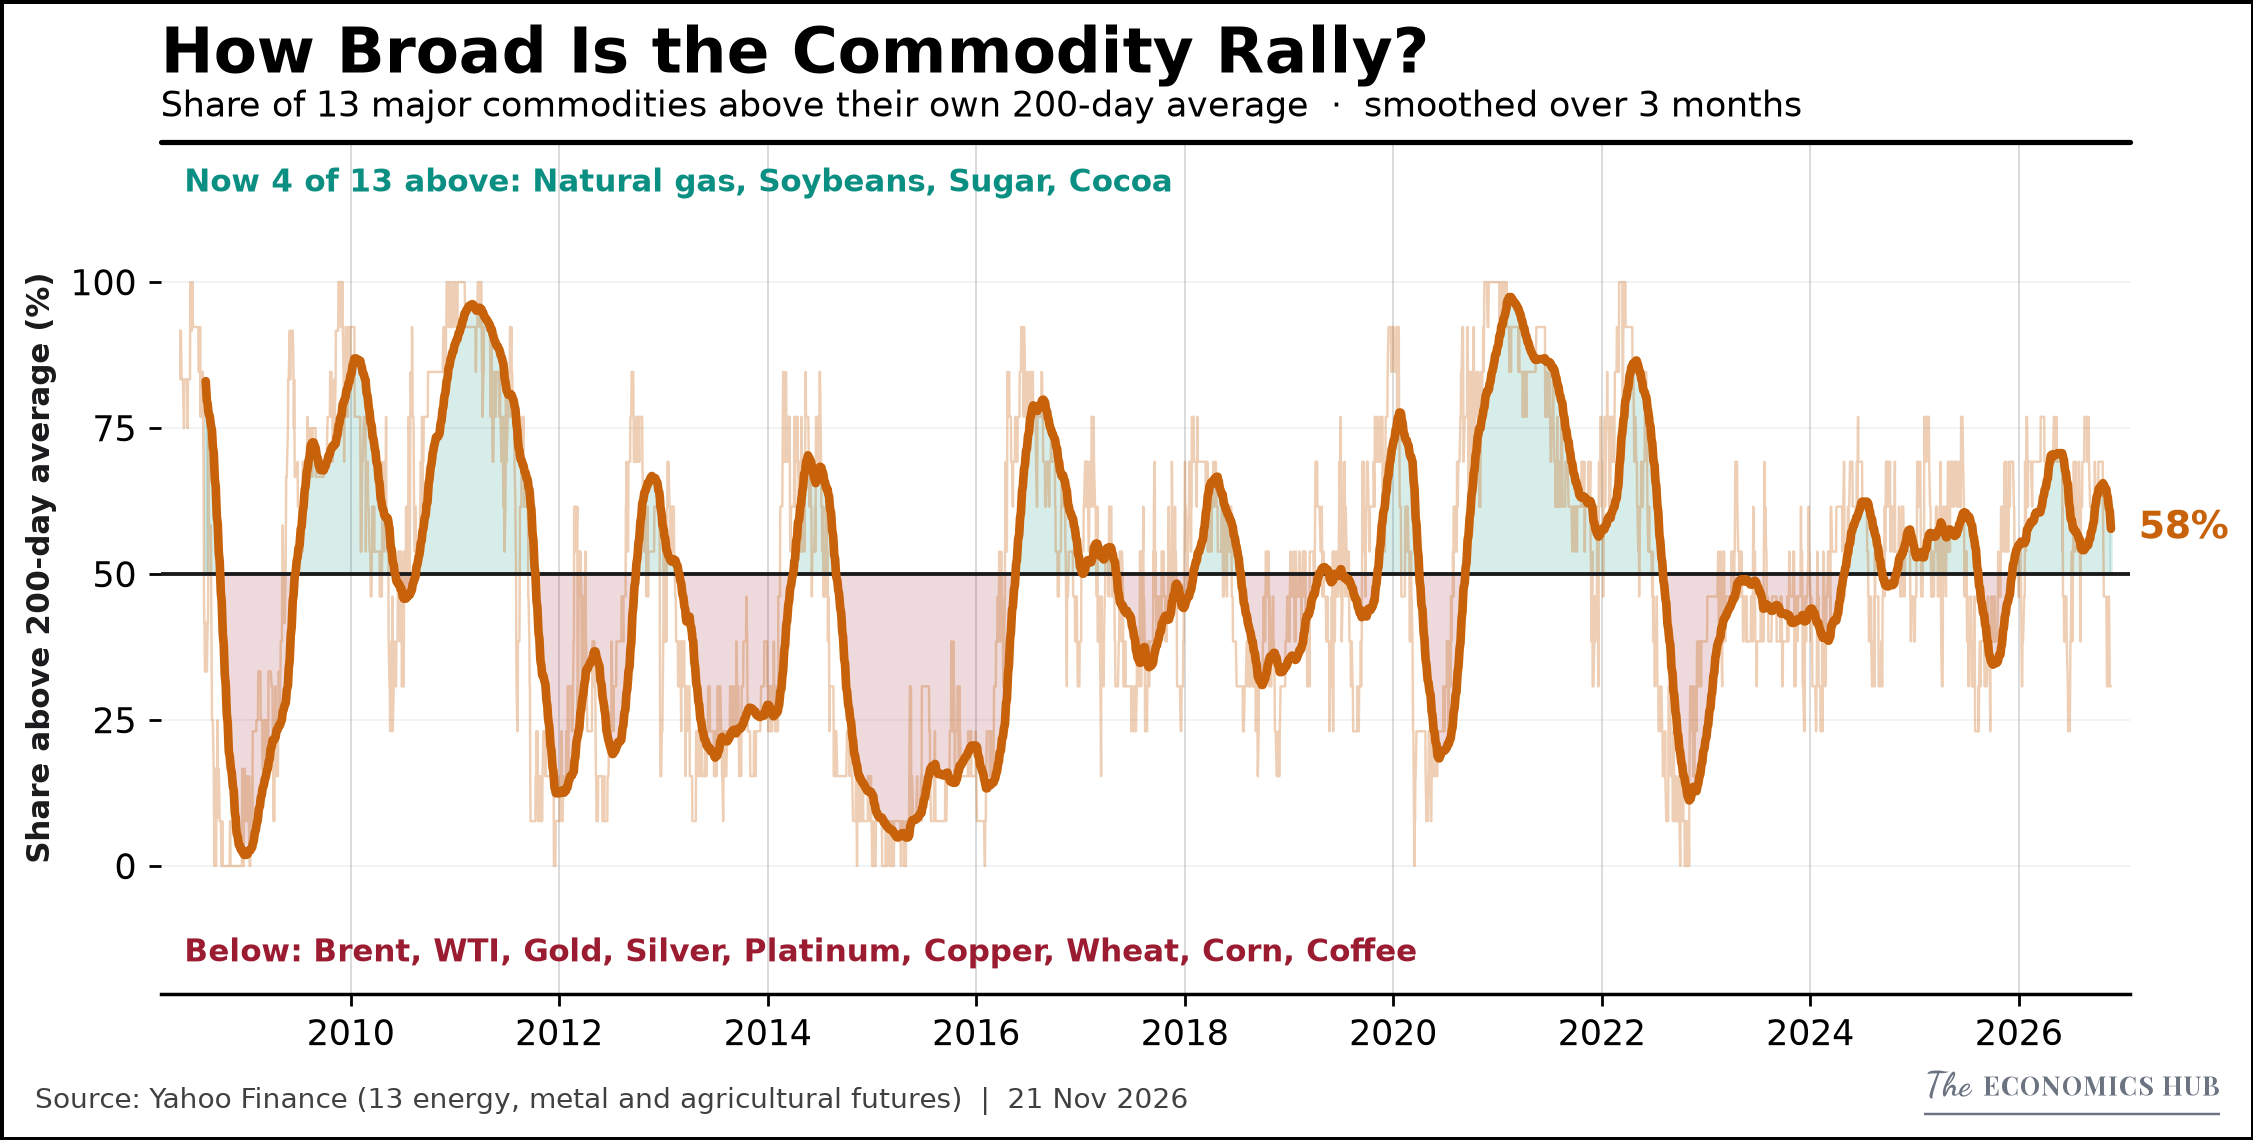 How Broad Is the Commodity Rally?
Share of 13 major commodities above their own 200-day average · smoothed over 3 months
Now 4 of 13 above: Natural gas, Soybeans, Sugar, Cocoa
Share above 200-day average (%)
100
75
50
25
0
58%
Below: Brent, WTI, Gold, Silver, Platinum, Copper, Wheat, Corn, Coffee
2010 2012 2014 2016 2018 2020 2022 2024 2026
Source: Yahoo Finance (13 energy, metal and agricultural futures) | 21 Nov 2026
The ECONOMICS HUB